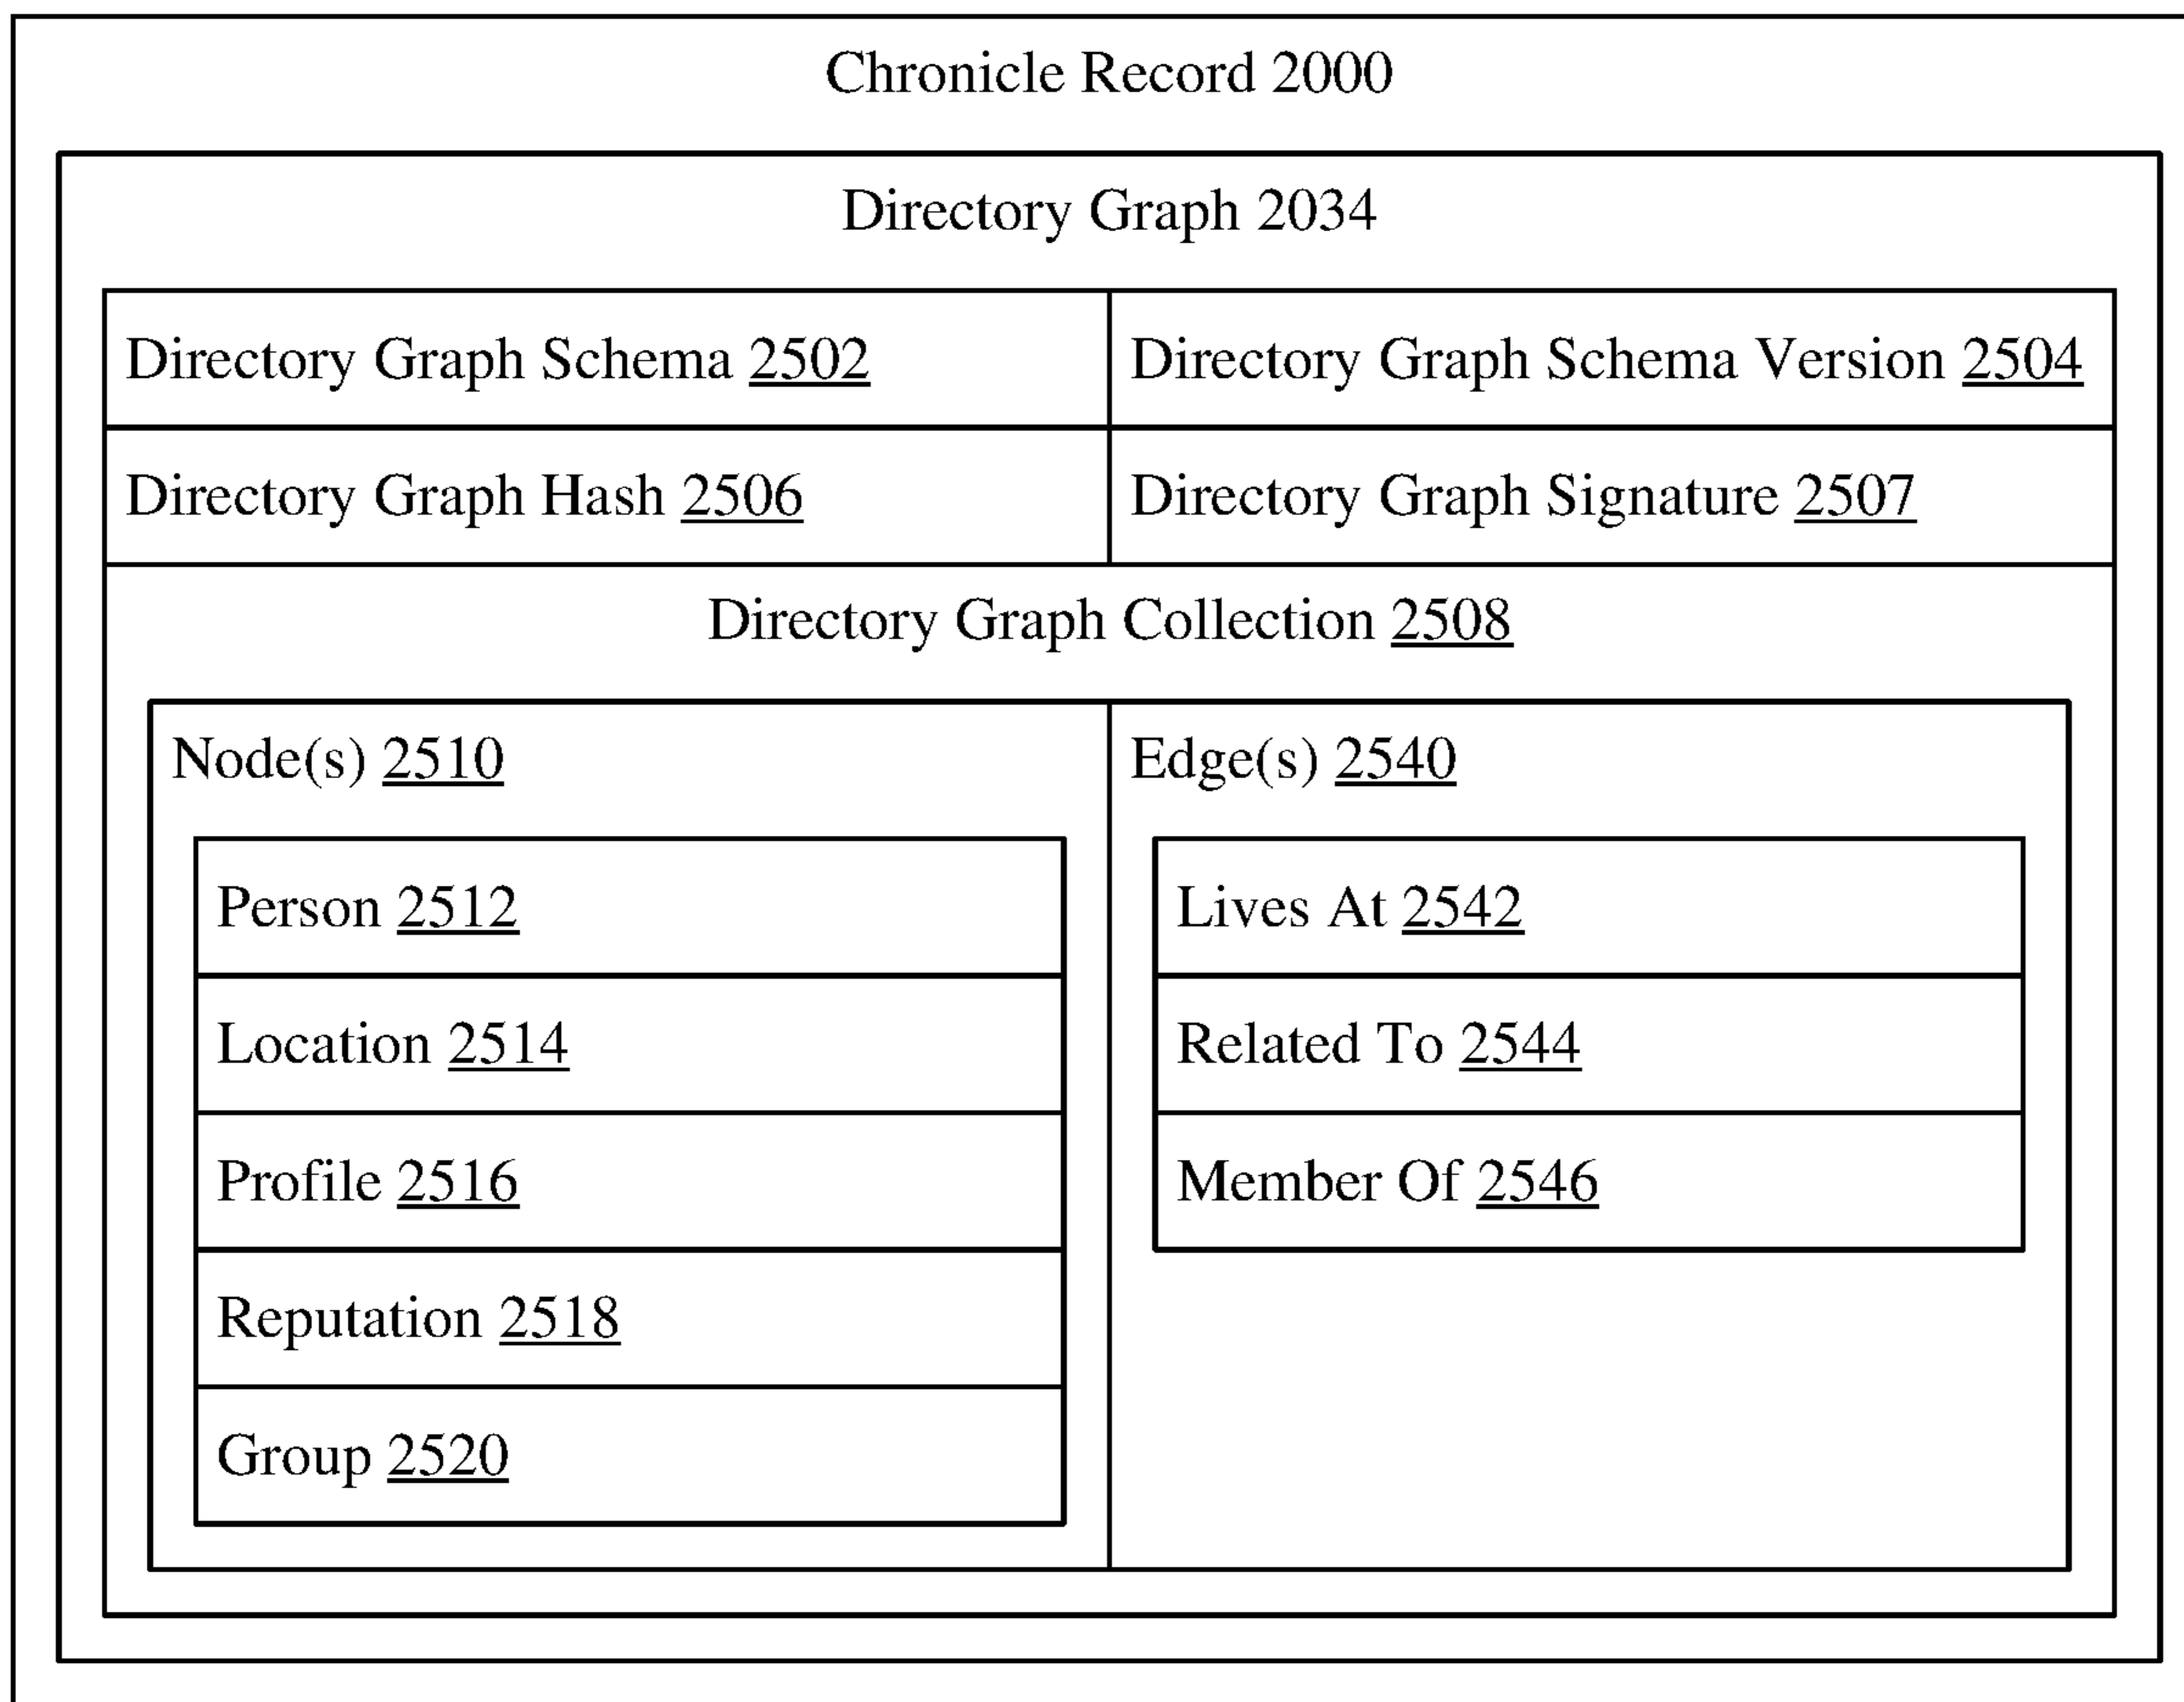 Chronicle Record 2000
Directory Graph 2034
Directory Graph Schema 2502
Directory Graph Schema Version 2504
Directory Graph Hash 2506
Directory Graph Signature 2507
Directory Graph Collection 2508
Node(s) 2510
Person 2512
Location 2514
Profile 2516
Reputation 2518
Group 2520
Edge(s) 2540
Lives At 2542
Related To 2544
Member Of 2546